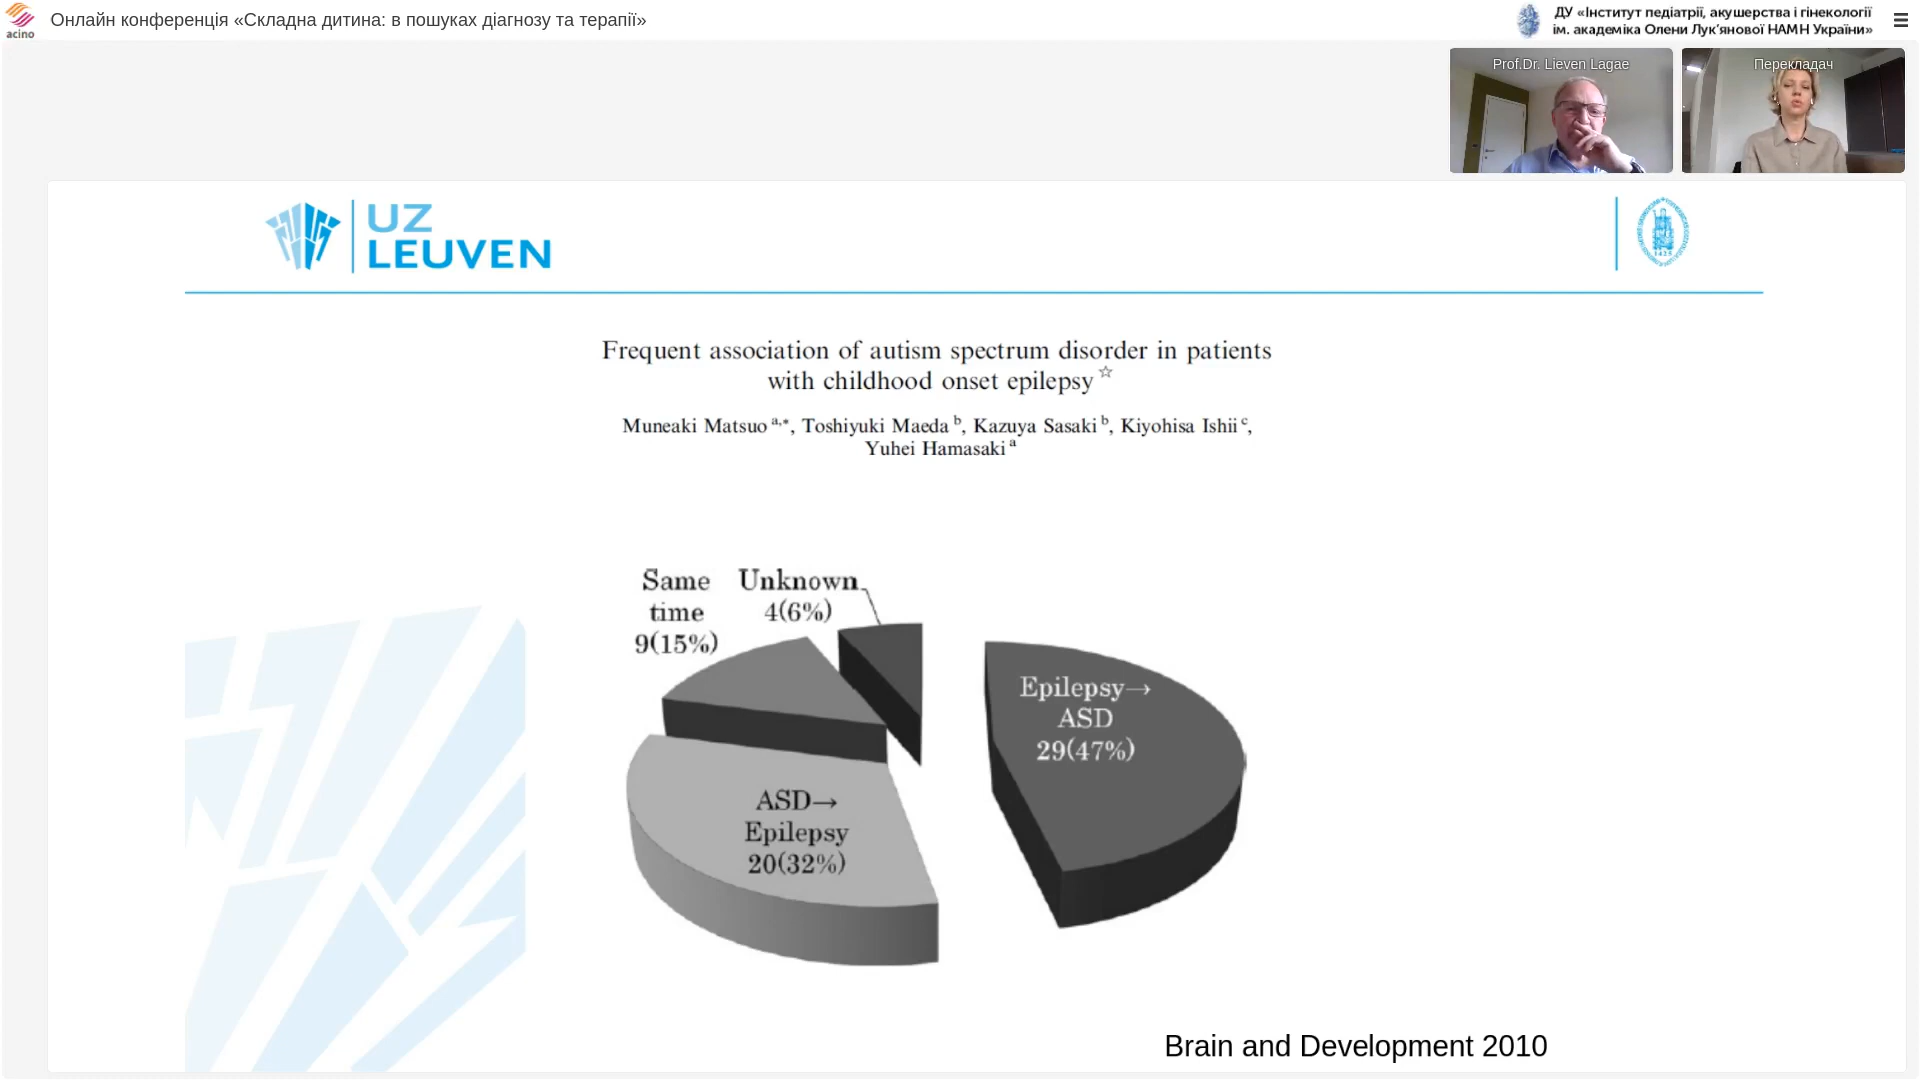 acino
Онлайн конференція «Складна дитина: в пошуках діагнозу та терапії»
ДУ «Інститут педіатрії, акушерства і гінекології
ім. академіка Олени Лук'янової НАМН України»
Prof.Dr. Lieven Lagae
Перекладач
UZ
LEUVEN
1425
Frequent association of autism spectrum disorder in patients
with childhood onset epilepsy ☆
Muneaki Matsuo a,*, Toshiyuki Maeda b, Kazuya Sasaki b, Kiyohisa Ishii c,
Yuhei Hamasaki a
Same
time
9(15%)
Unknown
4(6%)
Epilepsy→
ASD
29(47%)
ASD→
Epilepsy
20(32%)
Brain and Development 2010